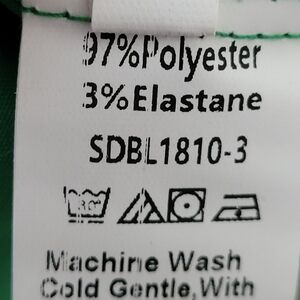 97%Polyester
3%Elastane
SDBL1810-3
Machine Wash
Cold Gentle,With